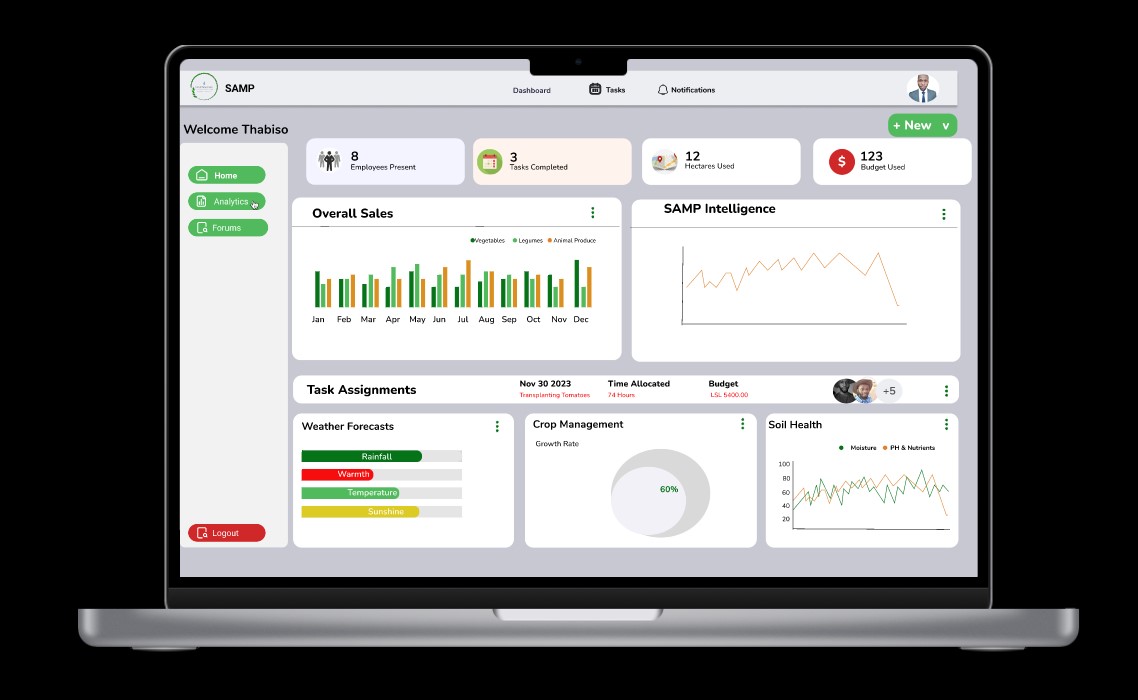 SAMP
Dashboard
Tasks
Notifications
Welcome Thabiso
+ New v
Home
Analytics
Forums
Logout
8
Employees Present
3
Tasks Completed
12
Hectares Used
$
123
Budget Used
Overall Sales
Vegetables Legumes Animal Produce
Jan Feb Mar Apr May Jun Jul Aug Sep Oct Nov Dec
SAMP Intelligence
Task Assignments
Nov 30 2023
Transplanting Tomatoes
Time Allocated
74 Hours
Budget
LSL 5400.00
+5
Weather Forecasts
Rainfall
Warmth
Temperature
Sunshine
Crop Management
Growth Rate
60%
Soil Health
Moisture PH & Nutrients
100
80
60
40
20